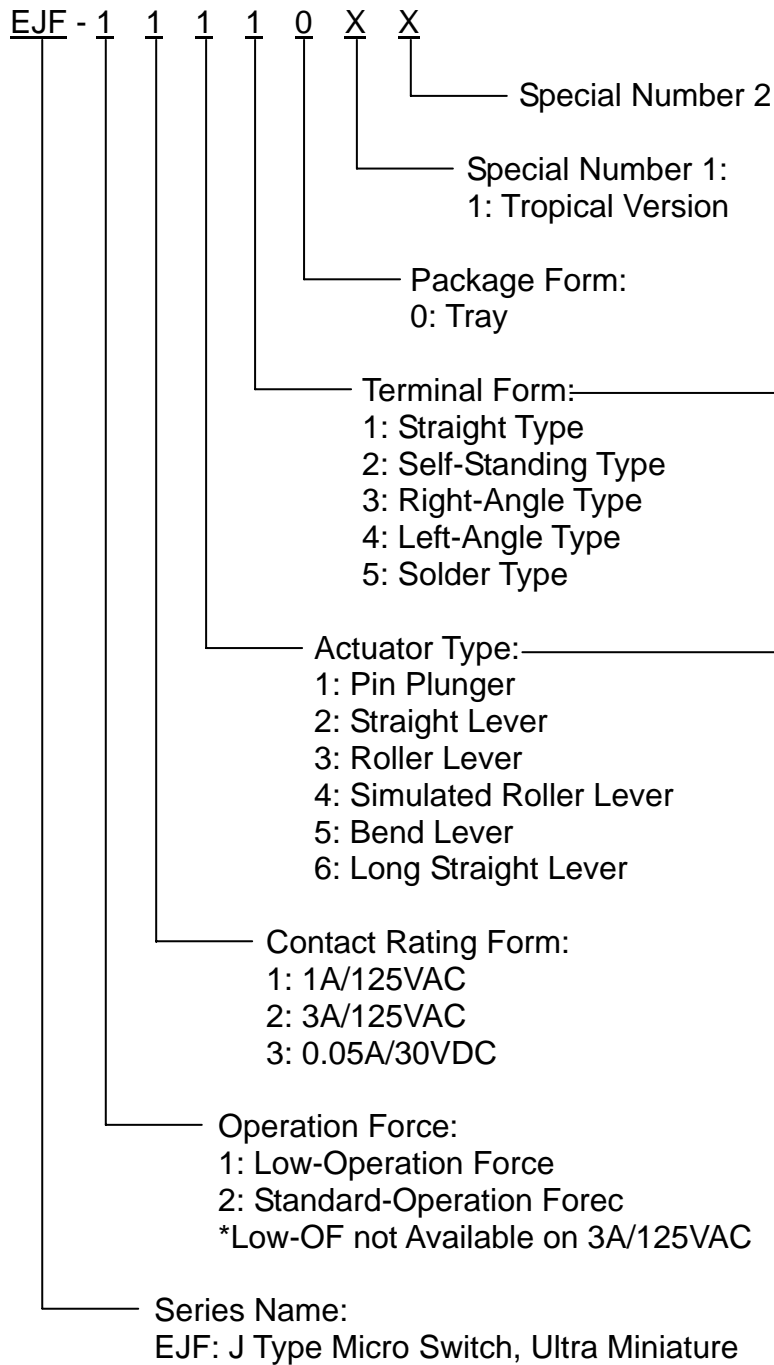 EJF - 1 1 1 1 0 X X
Special Number 2
Special Number 1:
1: Tropical Version
Package Form:
0: Tray
Terminal Form:
1: Straight Type
2: Self-Standing Type
3: Right-Angle Type
4: Left-Angle Type
5: Solder Type
Actuator Type:
1: Pin Plunger
2: Straight Lever
3: Roller Lever
4: Simulated Roller Lever
5: Bend Lever
6: Long Straight Lever
Contact Rating Form:
1: 1A/125VAC
2: 3A/125VAC
3: 0.05A/30VDC
Operation Force:
1: Low-Operation Force
2: Standard-Operation Forec
*Low-OF not Available on 3A/125VAC
Series Name:
EJF: J Type Micro Switch, Ultra Miniature